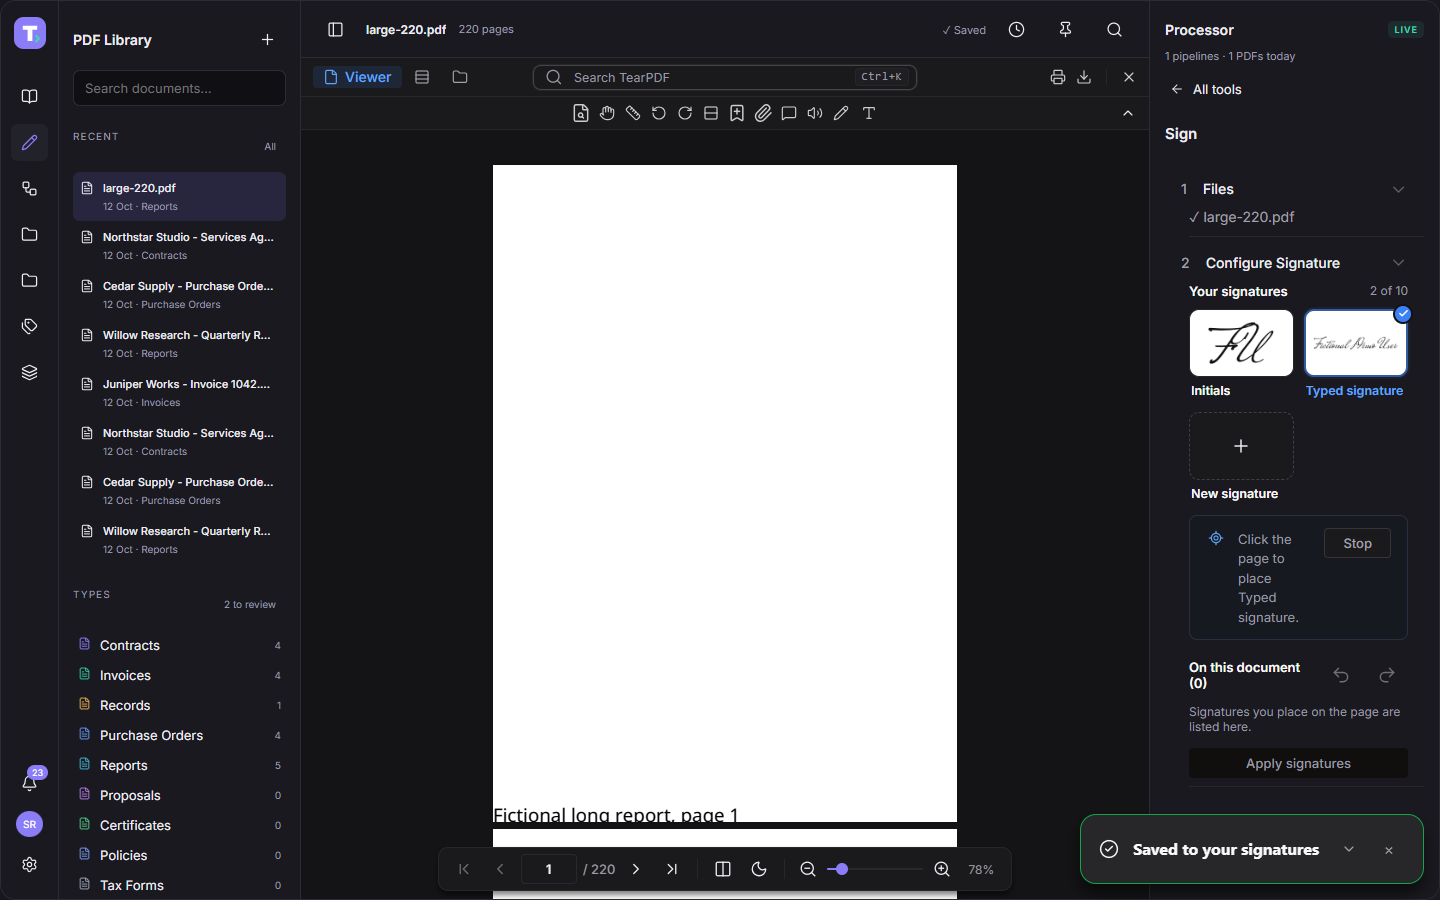 T
PDF Library
Search documents...
RECENT
All
large-220.pdf
12 Oct · Reports
Northstar Studio - Services Ag...
12 Oct · Contracts
Cedar Supply - Purchase Orde...
12 Oct · Purchase Orders
Willow Research - Quarterly R...
12 Oct · Reports
Juniper Works - Invoice 1042....
12 Oct · Invoices
Northstar Studio - Services Ag...
12 Oct · Contracts
Cedar Supply - Purchase Orde...
12 Oct · Purchase Orders
Willow Research - Quarterly R...
12 Oct · Reports
TYPES
2 to review
Contracts 4
Invoices 4
Records 1
Purchase Orders 4
Reports 5
Proposals 0
Certificates 0
Policies 0
Tax Forms 0
23
SR
large-220.pdf 220 pages
✓ Saved
Viewer
Search TearPDF Ctrl+K
Fictional long report, page 1
1 / 220
78%
Processor LIVE
1 pipelines · 1 PDFs today
← All tools
Sign
1 Files
✓ large-220.pdf
2 Configure Signature
Your signatures 2 of 10
FU
Fictional Demo User
Initials
Typed signature
New signature
Click the
page to
place
Typed
signature.
Stop
On this document
(0)
Signatures you place on the page are
listed here.
Apply signatures
Saved to your signatures